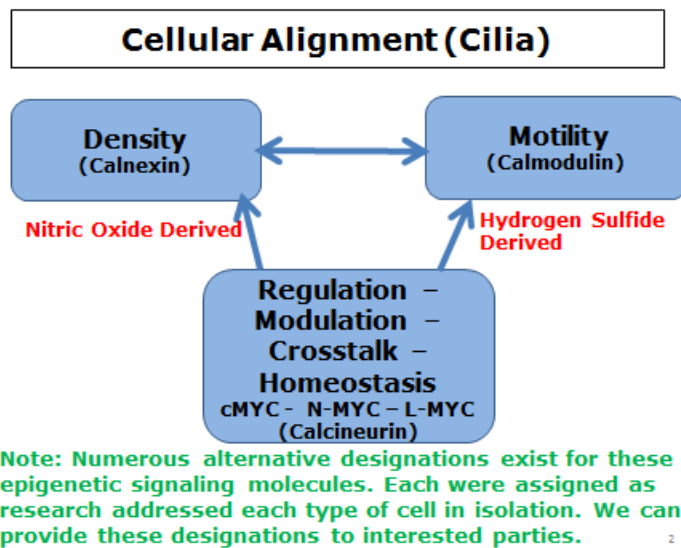 Cellular Alignment (Cilia)
Density
(Calnexin)
Motility
(Calmodulin)
Nitric Oxide Derived
Hydrogen Sulfide
Derived
Regulation –
Modulation –
Crosstalk –
Homeostasis
cMYC - N-MYC – L-MYC
(Calcineurin)
Note: Numerous alternative designations exist for these
epigenetic signaling molecules. Each were assigned as
research addressed each type of cell in isolation. We can
provide these designations to interested parties.
2